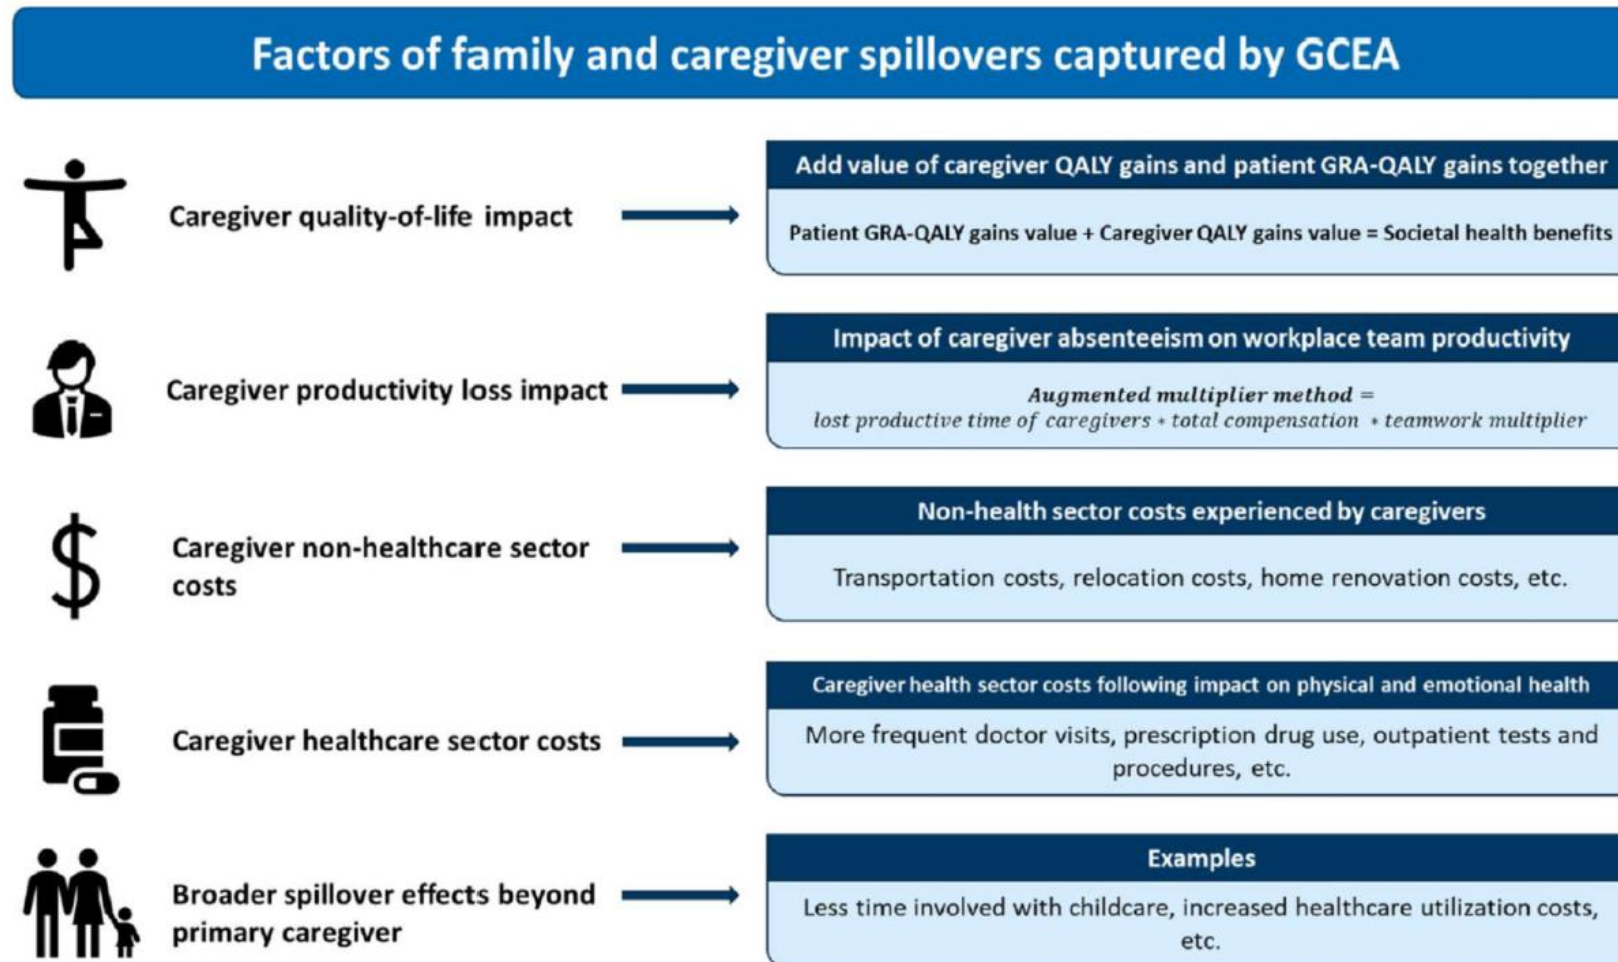 Factors of family and caregiver spillovers captured by GCEA
Caregiver quality-of-life impact
Add value of caregiver QALY gains and patient GRA-QALY gains together
Patient GRA-QALY gains value + Caregiver QALY gains value = Societal health benefits
Caregiver productivity loss impact
Impact of caregiver absenteeism on workplace team productivity
Augmented multiplier method =
lost productive time of caregivers * total compensation * teamwork multiplier
Caregiver non-healthcare sector
costs
Non-health sector costs experienced by caregivers
Transportation costs, relocation costs, home renovation costs, etc.
Caregiver healthcare sector costs
Caregiver health sector costs following impact on physical and emotional health
More frequent doctor visits, prescription drug use, outpatient tests and
procedures, etc.
Broader spillover effects beyond
primary caregiver
Examples
Less time involved with childcare, increased healthcare utilization costs,
etc.